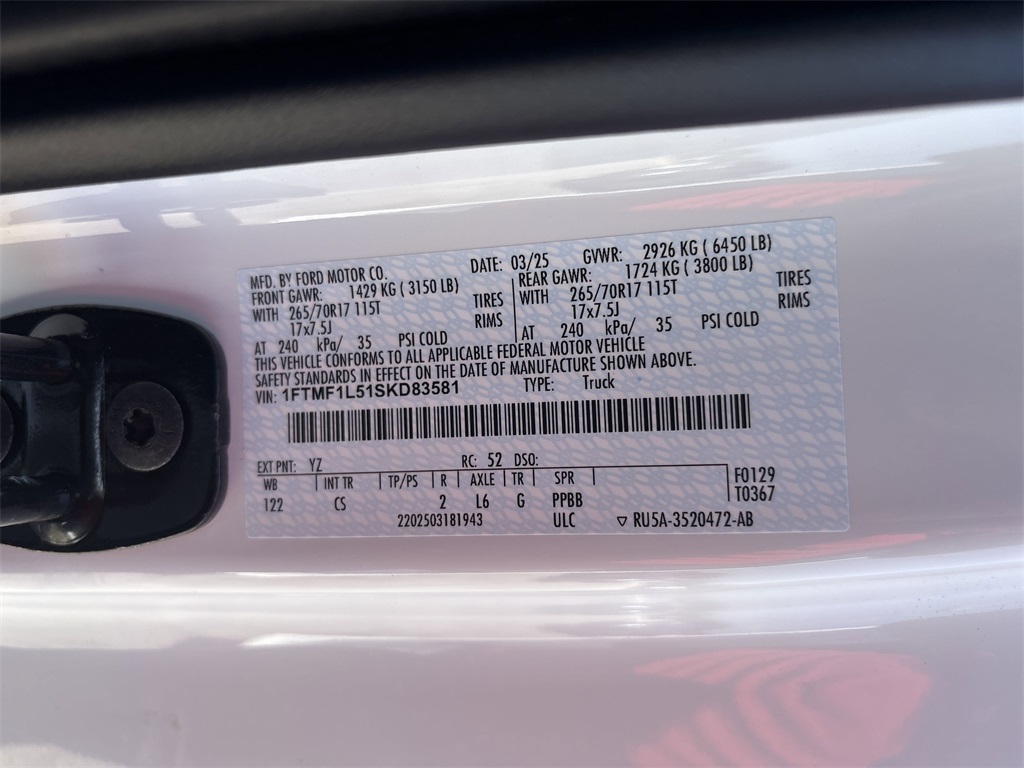 MFD. BY FORD MOTOR CO. DATE: 03/25 GVWR: 2926 KG ( 6450 LB)
FRONT GAWR: 1429 KG ( 3150 LB) REAR GAWR: 1724 KG ( 3800 LB)
WITH 265/70R17 115T TIRES WITH 265/70R17 115T TIRES
17x7.5J RIMS 17x7.5J RIMS
AT 240 kPa/ 35 PSI COLD AT 240 kPa/ 35 PSI COLD
THIS VEHICLE CONFORMS TO ALL APPLICABLE FEDERAL MOTOR VEHICLE
SAFETY STANDARDS IN EFFECT ON THE DATE OF MANUFACTURE SHOWN ABOVE.
VIN: 1FTMF1L51SKD83581 TYPE: Truck
EXT PNT: YZ RC: 52 DSO:
WB INT TR TP/PS R AXLE TR SPR F0129
122 CS 2 L6 G PPBB T0367
2202503181943 ULC ▽ RU5A-3520472-AB